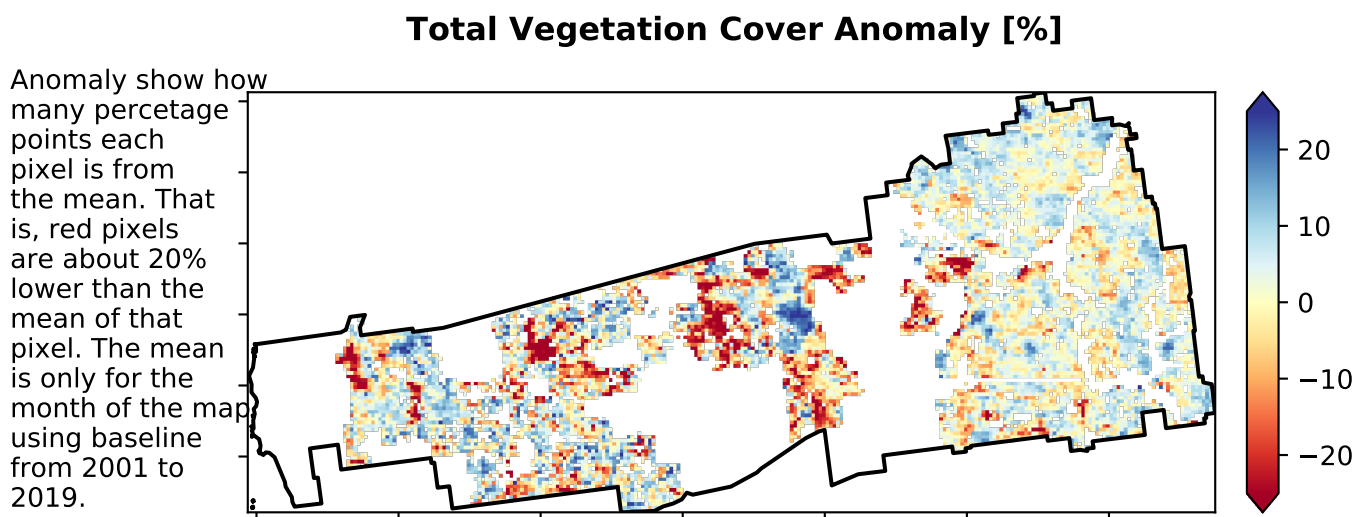 Total Vegetation Cover Anomaly [%]
Anomaly show how
many percetage
points each
pixel is from
the mean. That
is, red pixels
are about 20%
lower than the
mean of that
pixel. The mean
is only for the
month of the map
using baseline
from 2001 to
2019.
20
10
0
−10
−20